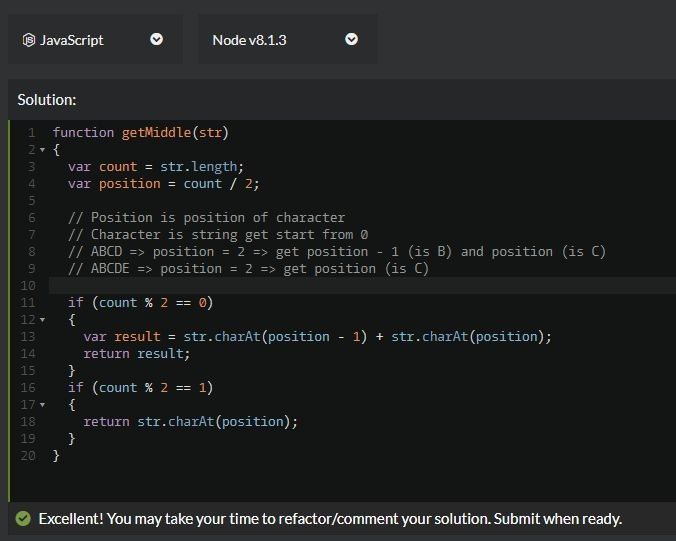 JavaScript Node v8.1.3
Solution:
1 function getMiddle(str)
2 {
3 var count = str.length;
4 var position = count / 2;
5
6 // Position is position of character
7 // Character is string get start from 0
8 // ABCD => position = 2 => get position - 1 (is B) and position (is C)
9 // ABCDE => position = 2 => get position (is C)
10
11 if (count % 2 == 0)
12 {
13 var result = str.charAt(position - 1) + str.charAt(position);
14 return result;
15 }
16 if (count % 2 == 1)
17 {
18 return str.charAt(position);
19 }
20 }
Excellent! You may take your time to refactor/comment your solution. Submit when ready.